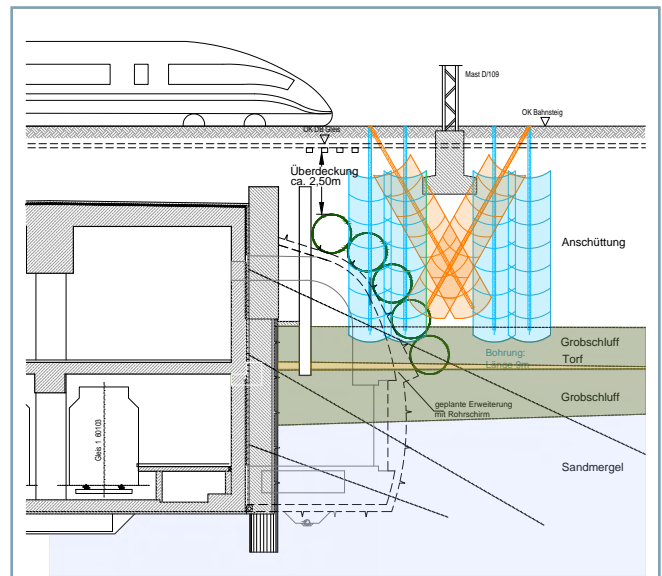 Mast D/109
OK Bahnsteig
OK DB Gleis
Überdeckung
ca. 2,50m
Anschüttung
Grobschluff
Bohrung:
Länge 9m
Torf
geplante Erweiterung
mit Rohrschirm
Grobschluff
Sandmergel
Gleis 1 60103